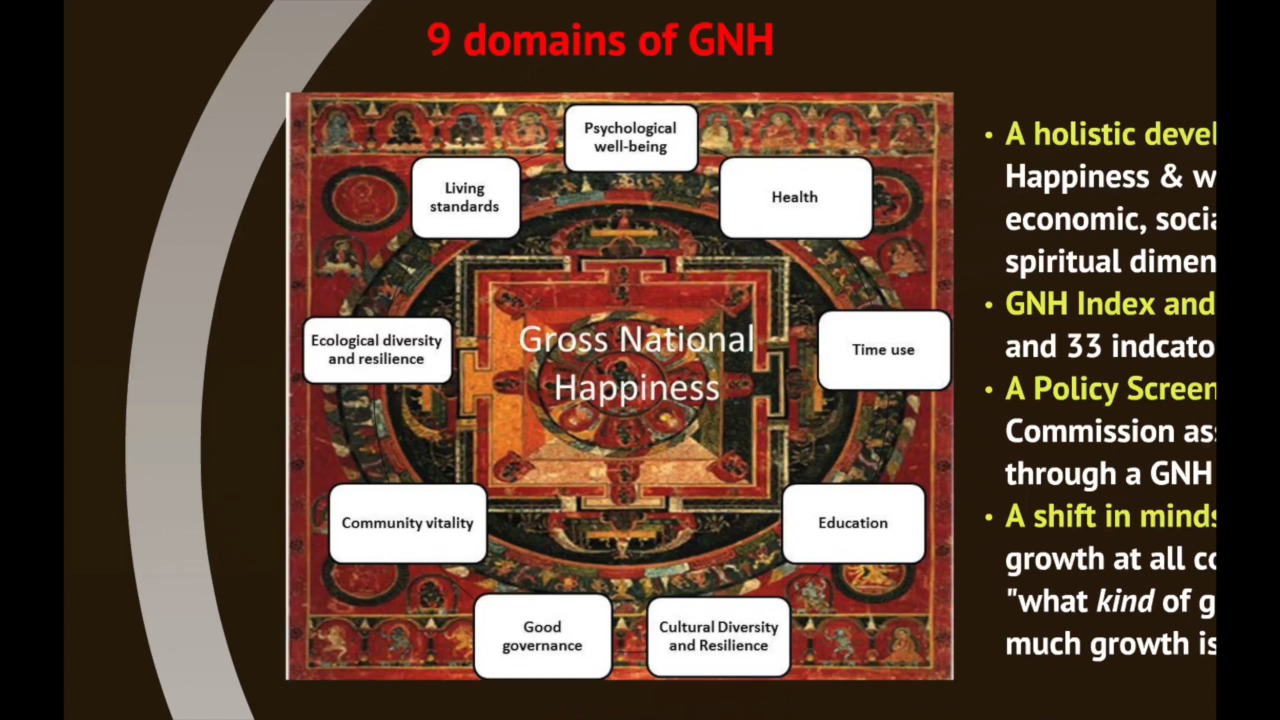 9 domains of GNH
Psychological
well-being
Living
standards
Health
Ecological diversity
and resilience
Gross National
Happiness
Time use
Community vitality
Education
Good
governance
Cultural Diversity
and Resilience
• A holistic devel
Happiness & w
economic, socia
spiritual dimen
• GNH Index and
and 33 indcato
• A Policy Screen
Commission as
through a GNH
• A shift in minds
growth at all co
"what kind of g
much growth is